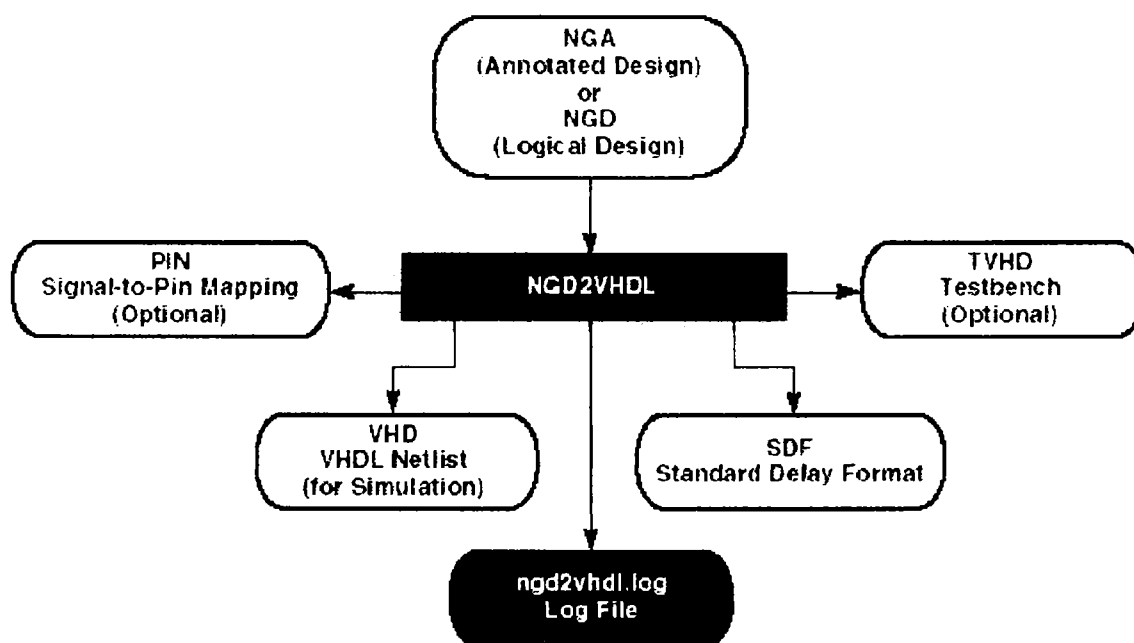 NGA
(Annotated Design)
or
NGD
(Logical Design)
PIN
Signal-to-Pin Mapping
(Optional)
NGD2VHDL
TVHD
Testbench
(Optional)
VHD
VHDL Netlist
(for Simulation)
SDF
Standard Delay Format
ngd2vhdl.log
Log File